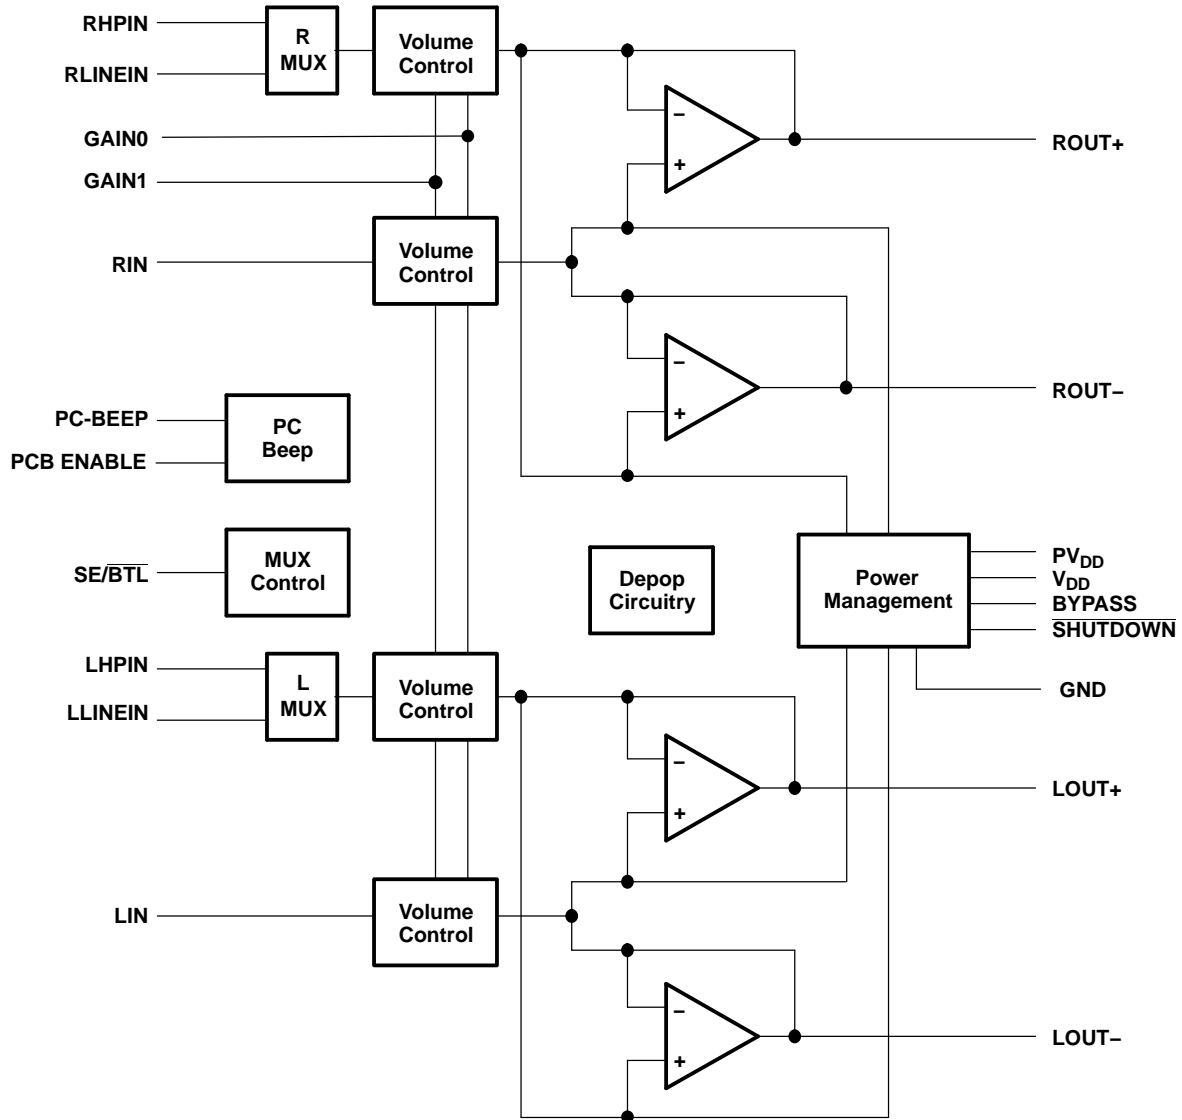 RHPIN
R
MUX
Volume
Control
RLINEIN
GAIN0
GAIN1
–
+
ROUT+
RIN
Volume
Control
–
+
ROUT–
PC-BEEP
PCB ENABLE
PC
Beep
SE/B̅T̅L̅
MUX
Control
Depop
Circuitry
Power
Management
PVDD
VDD
BYPASS
S̅H̅U̅T̅D̅O̅W̅N̅
GND
LHPIN
LLINEIN
L
MUX
Volume
Control
–
+
LOUT+
LIN
Volume
Control
–
+
LOUT–